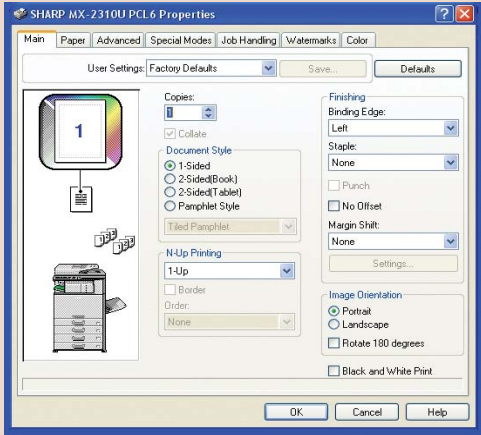 SHARP MX-2310U PCL6 Properties
Main Paper Advanced Special Modes Job Handling Watermarks Color
User Settings: Factory Defaults Save... Defaults
1
Copies:
1
Collate
Document Style
1-Sided
2-Sided(Book)
2-Sided(Tablet)
Pamphlet Style
Tiled Pamphlet
N-Up Printing
1-Up
Border
Order:
None
Finishing
Binding Edge:
Left
Staple:
None
Punch
No Offset
Margin Shift:
None
Settings...
Image Orientation
Portrait
Landscape
Rotate 180 degrees
Black and White Print
OK Cancel Help